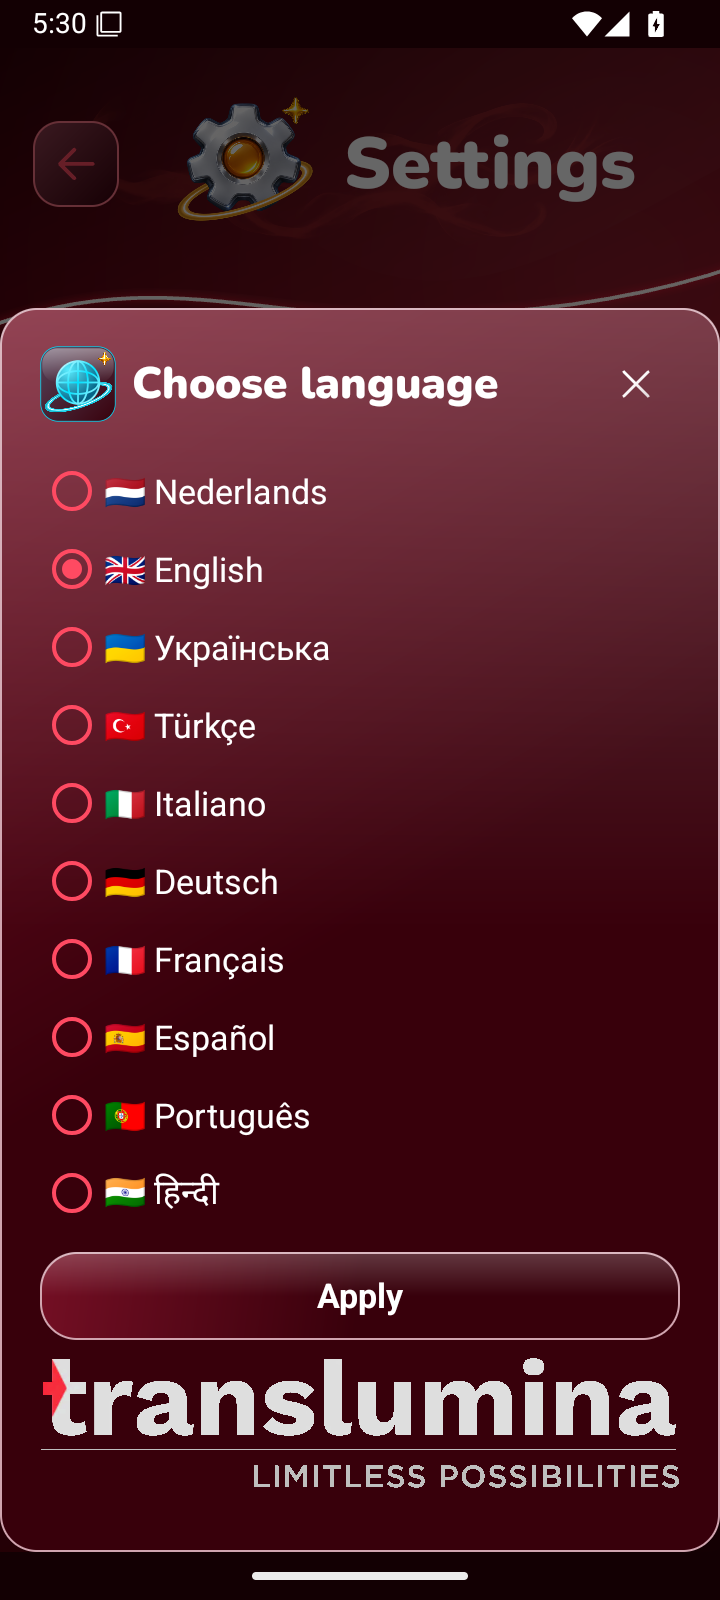 5:30
Settings
Choose language
Nederlands
English
Українська
Türkçe
Italiano
Deutsch
Français
Español
Português
हिन्दी
Apply
translumina
LIMITLESS POSSIBILITIES